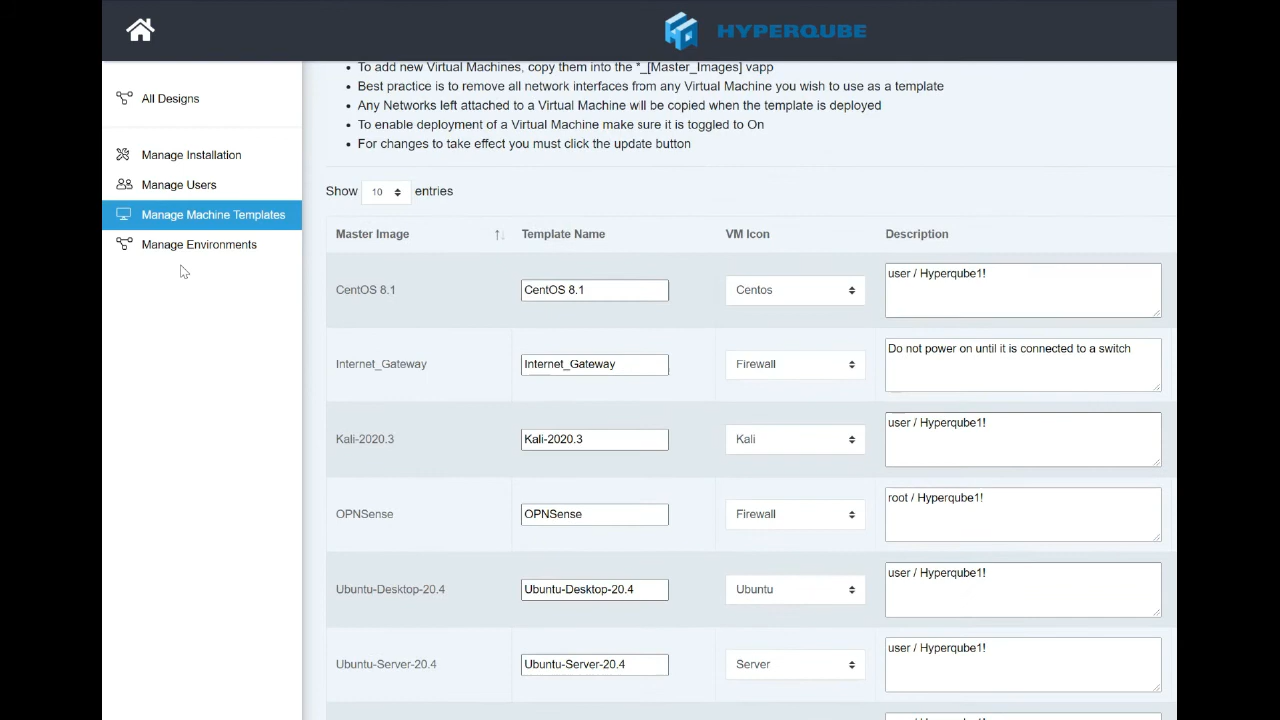 HYPERQUBE
All Designs
Manage Installation
Manage Users
Manage Machine Templates
Manage Environments
To add new Virtual Machines, copy them into the *_[Master_Images] vapp
Best practice is to remove all network interfaces from any Virtual Machine you wish to use as a template
Any Networks left attached to a Virtual Machine will be copied when the template is deployed
To enable deployment of a Virtual Machine make sure it is toggled to On
For changes to take effect you must click the update button
Show 10 entries
Master Image Template Name VM Icon Description
CentOS 8.1 CentOS 8.1 Centos user / Hyperqube1!
Internet_Gateway Internet_Gateway Firewall Do not power on until it is connected to a switch
Kali-2020.3 Kali-2020.3 Kali user / Hyperqube1!
OPNSense OPNSense Firewall root / Hyperqube1!
Ubuntu-Desktop-20.4 Ubuntu-Desktop-20.4 Ubuntu user / Hyperqube1!
Ubuntu-Server-20.4 Ubuntu-Server-20.4 Server user / Hyperqube1!